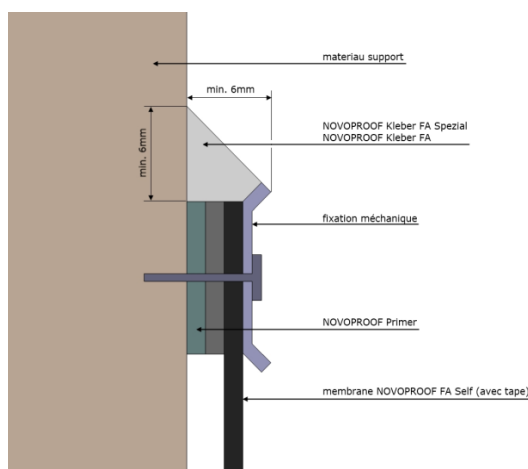 materiau support
min. 6mm
NOVOPROOF Kleber FA Spezial
NOVOPROOF Kleber FA
min. 6mm
fixation méchanique
NOVOPROOF Primer
membrane NOVOPROOF FA Self (avec tape)